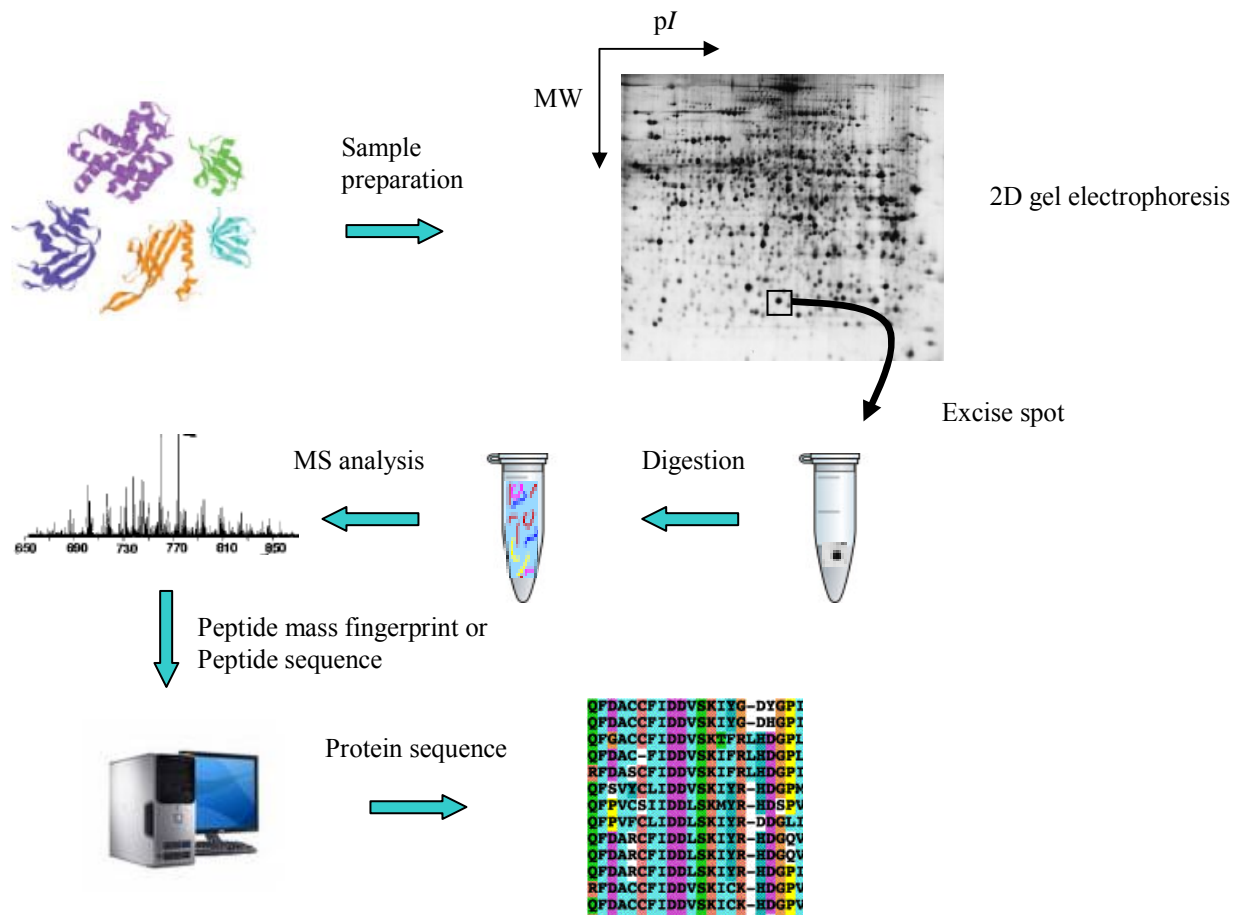 pI
MW
Sample
preparation
2D gel electrophoresis
Excise spot
MS analysis
Digestion
650 690 730 770 810 850
Peptide mass fingerprint or
Peptide sequence
Protein sequence
QFDACCFIDDVSKIYG-DYGPI
QFDACCFIDDVSKIYG-DHGPI
QFGACCFIDDVSKTFRLHDGPL
QFDAC-FIDDVSKIFRLHDGPL
RFDASCFIDDVSKIFRLHDGPI
QFSVYCLIDDVSKIYR-HDGPM
QFPVCSIIDDLSKMYR-HDSPV
QFPVFCLIDDVSKIYR-DDGLI
QFDARCFIDDLSKIYR-HDGQV
QFDARCFIDDLSKIYR-HDGQV
QFDARCFIDDLSKIYR-HDGPI
RFDACCFIDDVSKICK-HDGPV
QFDACCFIDDVSKICK-HDGPV